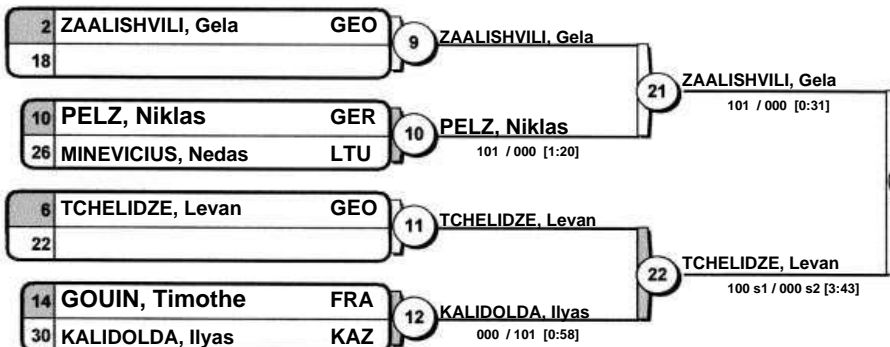 2 ZAALISHVILI, Gela GEO
18
9
ZAALISHVILI, Gela
10 PELZ, Niklas GER
26 MINEVICIUS, Nedas LTU
10
PELZ, Niklas
101 / 000 [1:20]
21
ZAALISHVILI, Gela
101 / 000 [0:31]
6 TCHELIDZE, Levan GEO
22
11
TCHELIDZE, Levan
14 GOUIN, Timothe FRA
30 KALIDOLDA, Ilyas KAZ
12
KALIDOLDA, Ilyas
000 / 101 [0:58]
22
TCHELIDZE, Levan
100 s1 / 000 s2 [3:43]